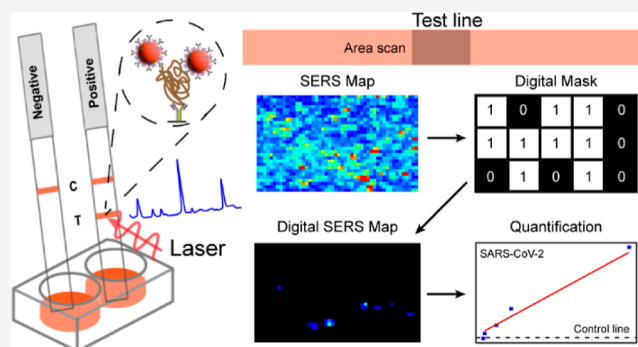 Negative
Positive
C
T
Laser
Test line
Area scan
SERS Map
Digital Mask
1 0 1 1 0
1 1 1 1 0
0 1 0 1 0
Digital SERS Map
Quantification
SARS-CoV-2
Control line